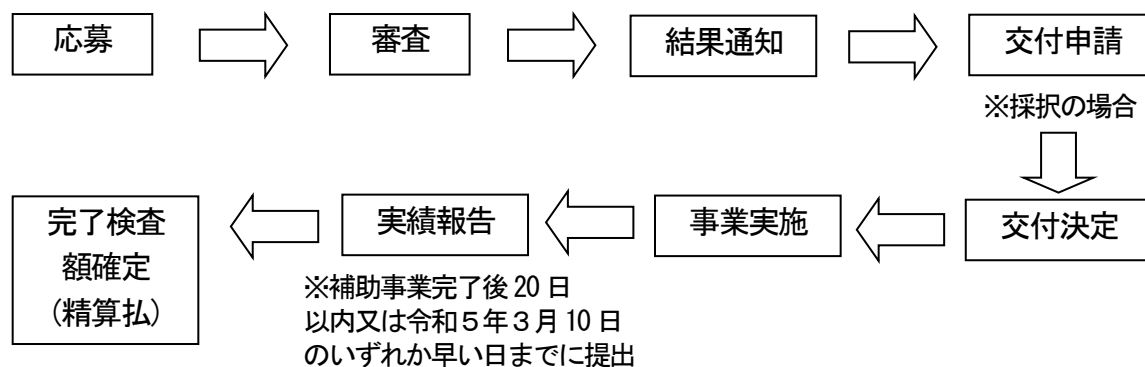 応募
審査
結果通知
交付申請
※採択の場合
交付決定
事業実施
実績報告
※補助事業完了後 20 日
以内又は令和５年３月 10 日
のいずれか早い日までに提出
完了検査
額確定
(精算払)